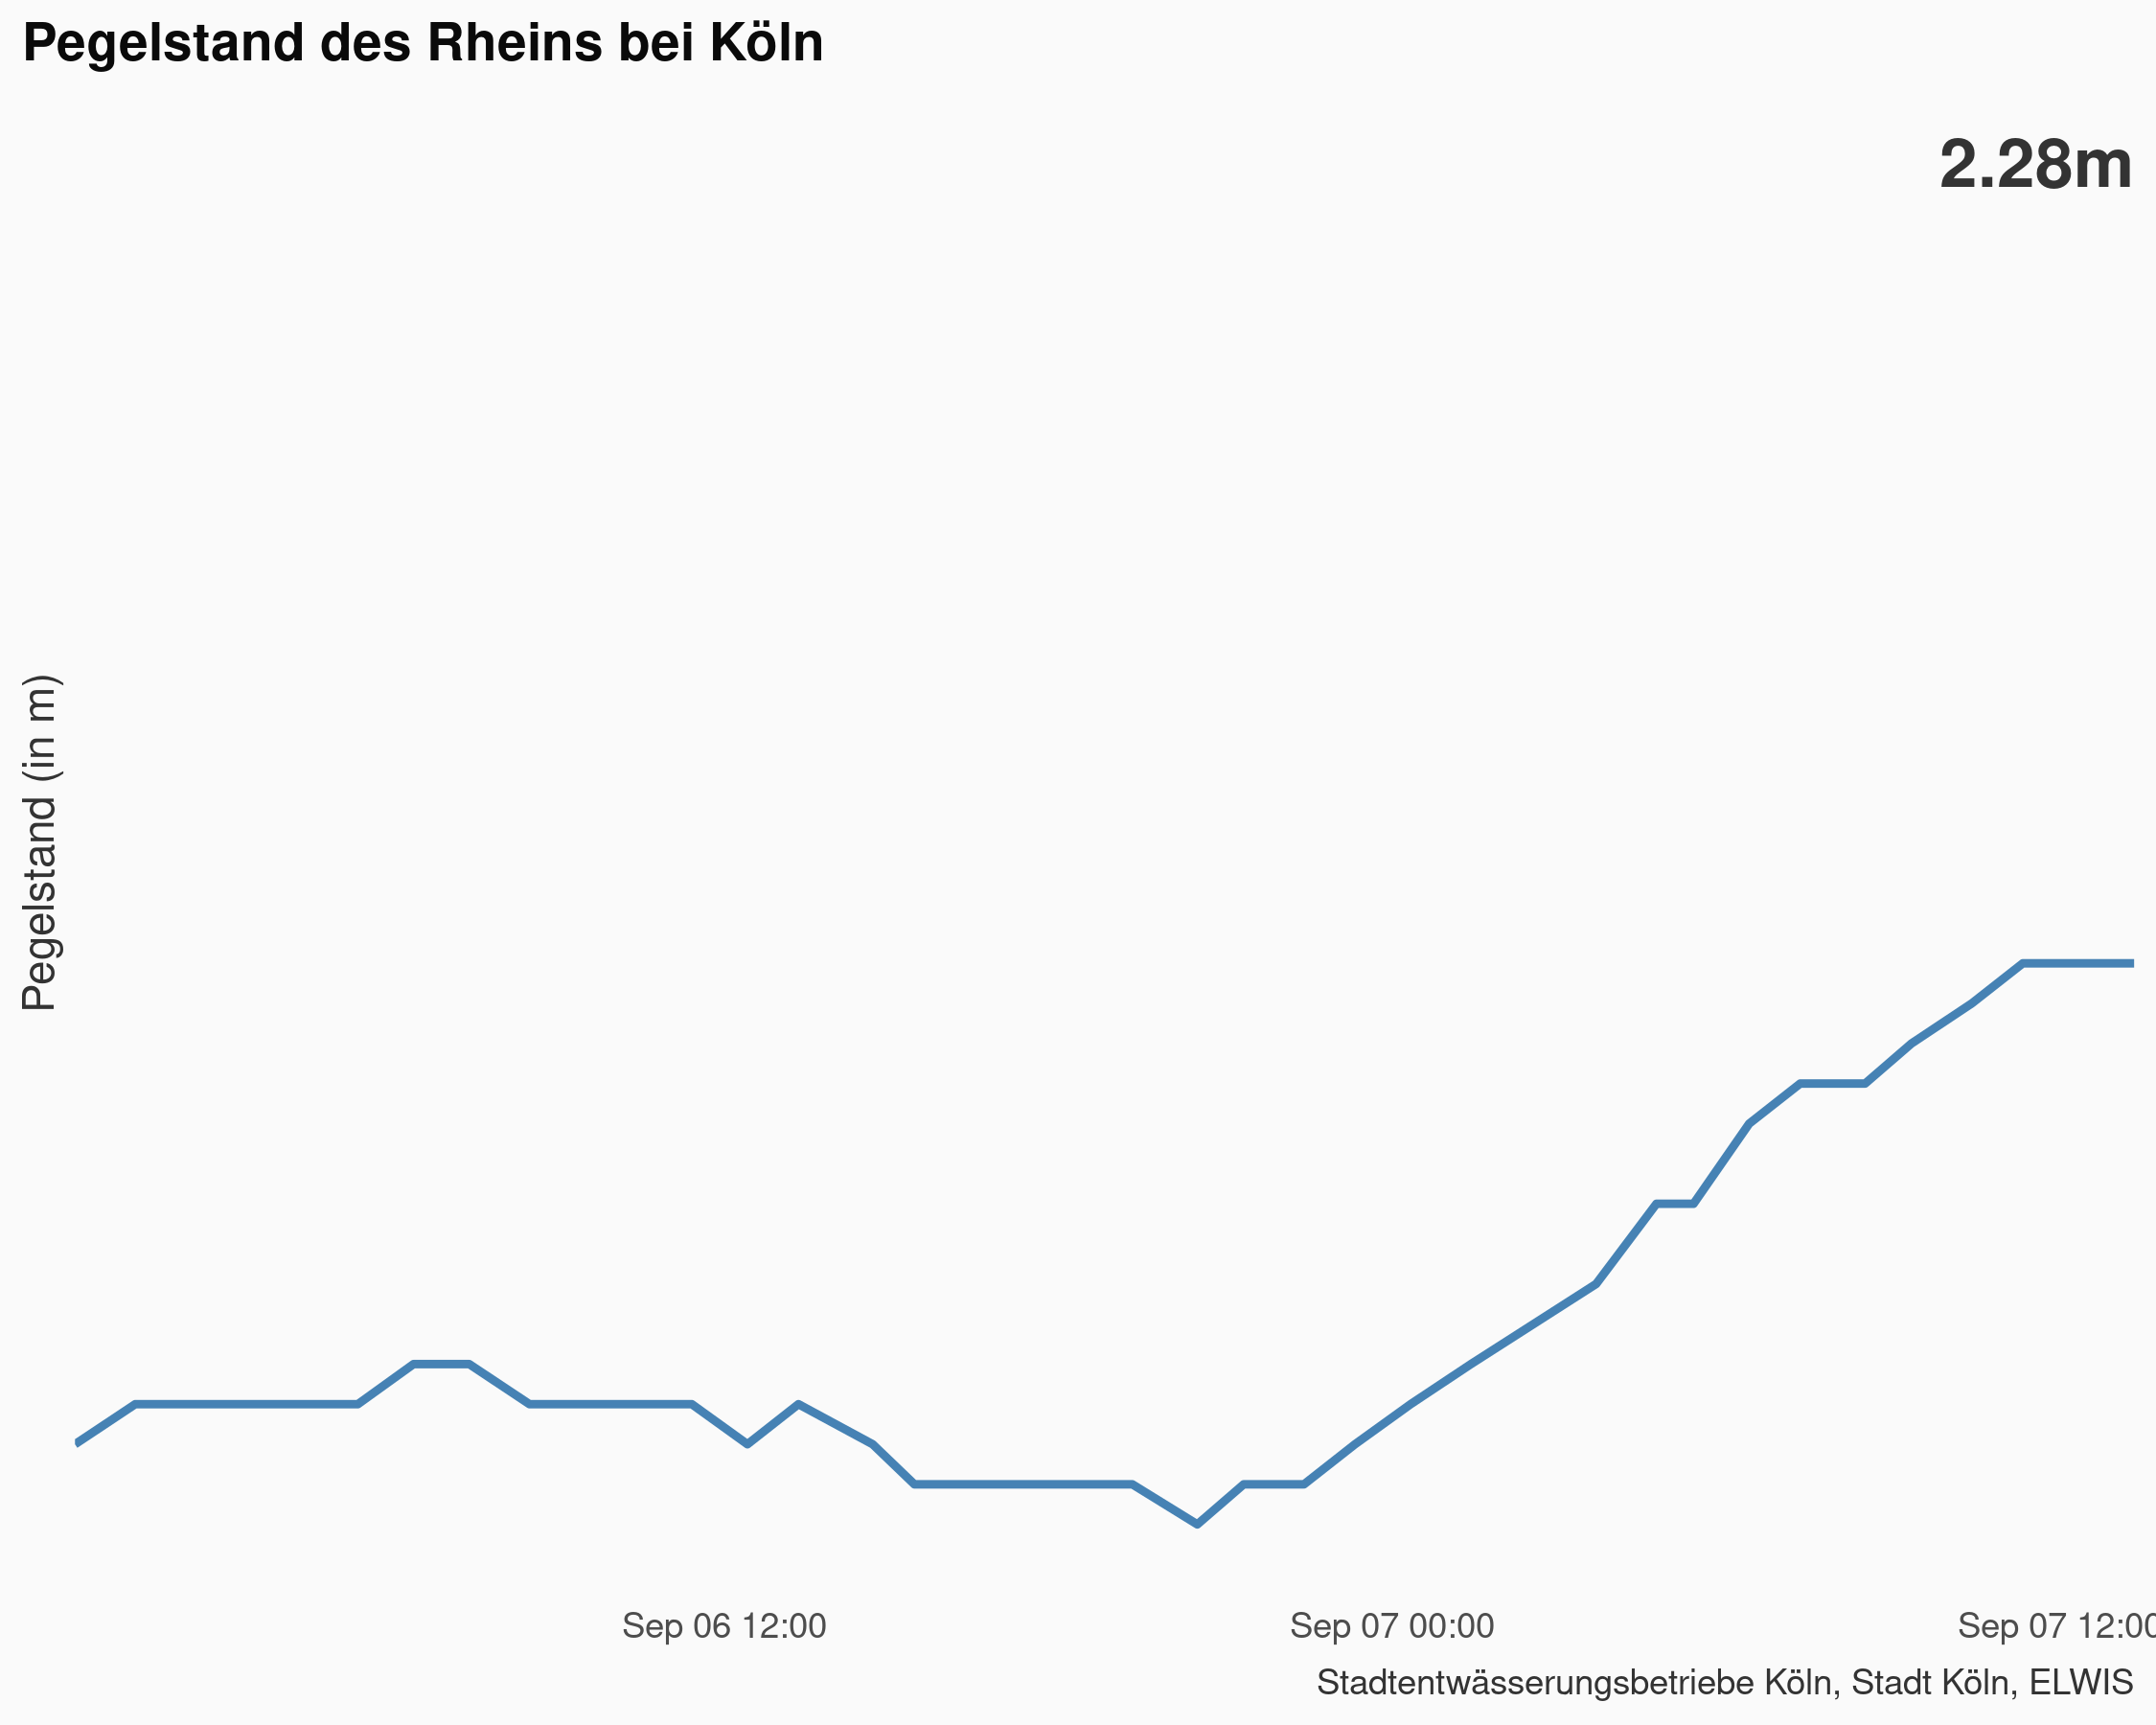 Pegelstand des Rheins bei Köln
2.28m
Pegelstand (in m)
Sep 06 12:00
Sep 07 00:00
Sep 07 12:00
Stadtentwässerungsbetriebe Köln, Stadt Köln, ELWIS